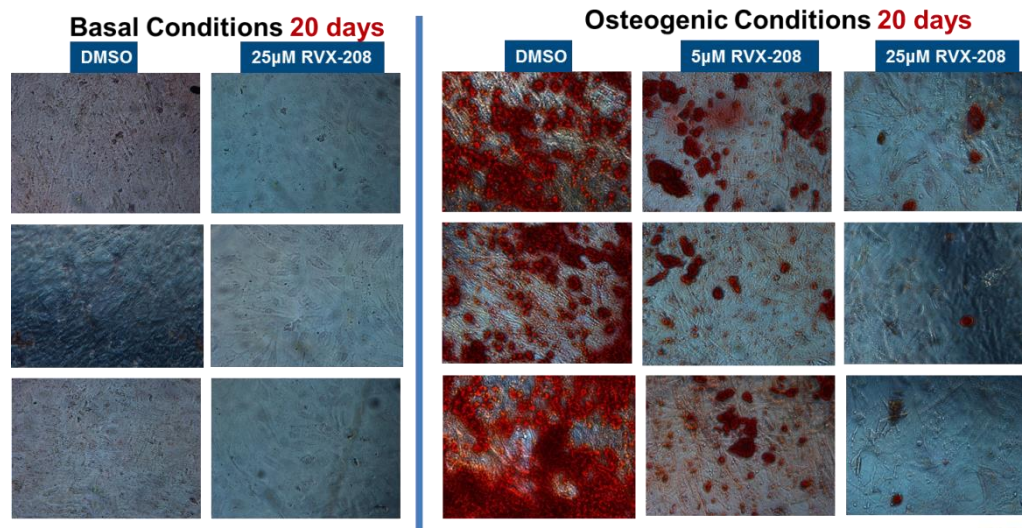 Basal Conditions 20 days
DMSO
25µM RVX-208
Osteogenic Conditions 20 days
DMSO
5µM RVX-208
25µM RVX-208